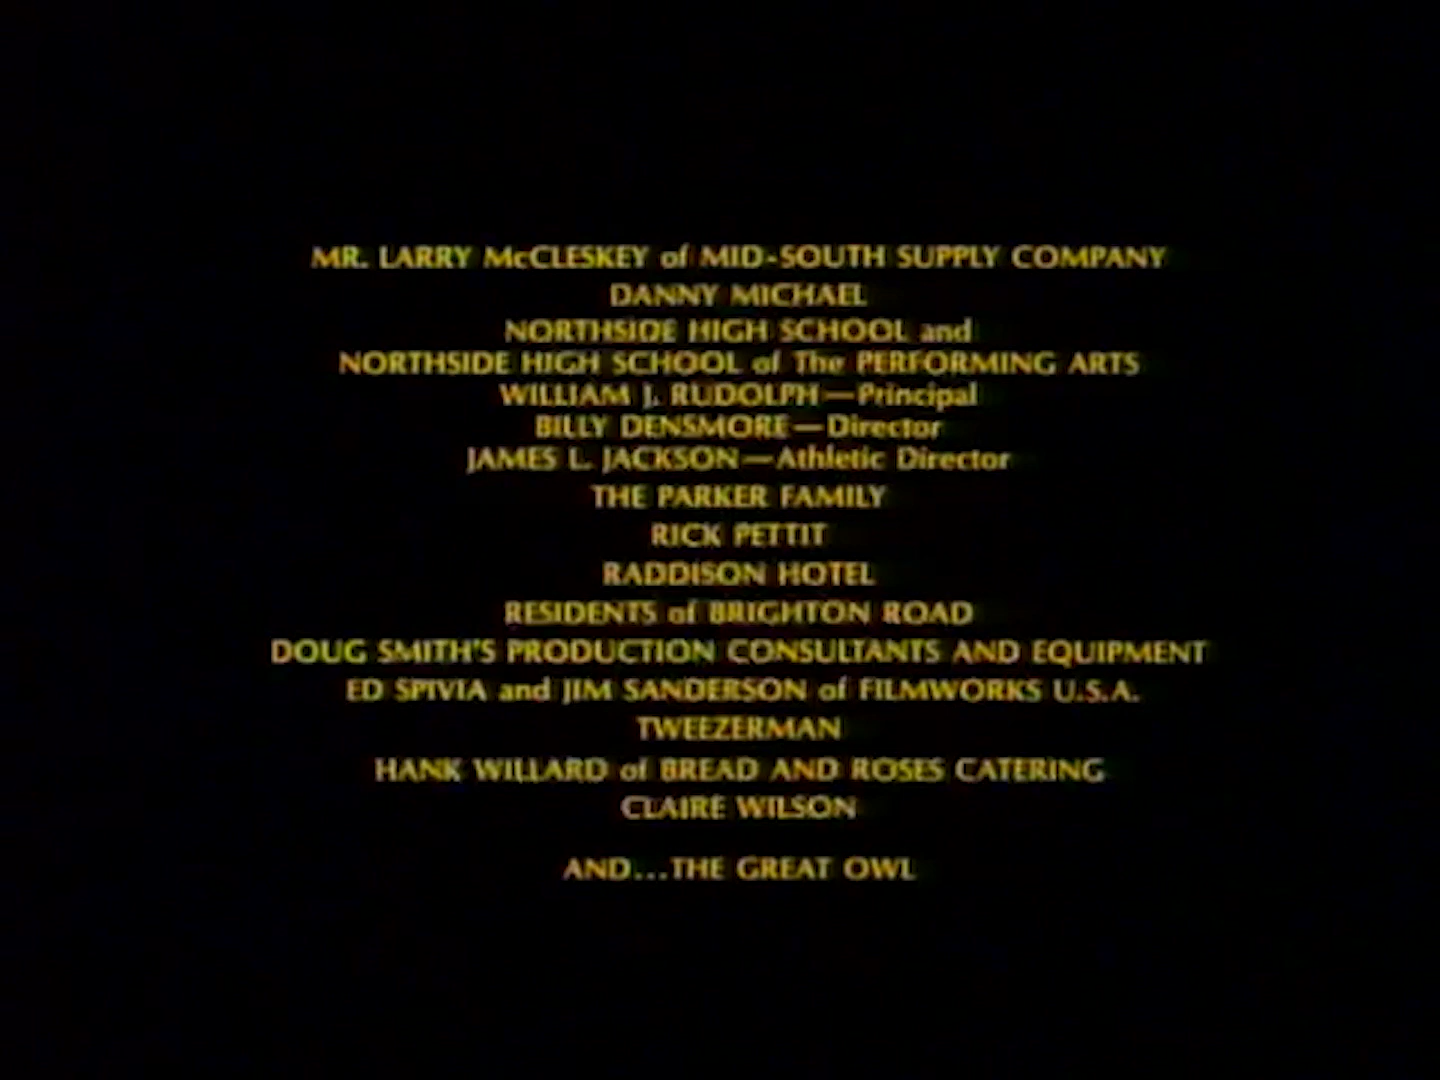 MR. LARRY McCLESKEY of MID-SOUTH SUPPLY COMPANY
DANNY MICHAEL
NORTHSIDE HIGH SCHOOL and
NORTHSIDE HIGH SCHOOL of The PERFORMING ARTS
WILLIAM J. RUDOLPH—Principal
BILLY DENSMORE—Director
JAMES L. JACKSON—Athletic Director
THE PARKER FAMILY
RICK PETTIT
RADDISON HOTEL
RESIDENTS of BRIGHTON ROAD
DOUG SMITH'S PRODUCTION CONSULTANTS AND EQUIPMENT
ED SPIVIA and JIM SANDERSON of FILMWORKS U.S.A.
TWEEZERMAN
HANK WILLARD of BREAD AND ROSES CATERING
CLAIRE WILSON
AND...THE GREAT OWL